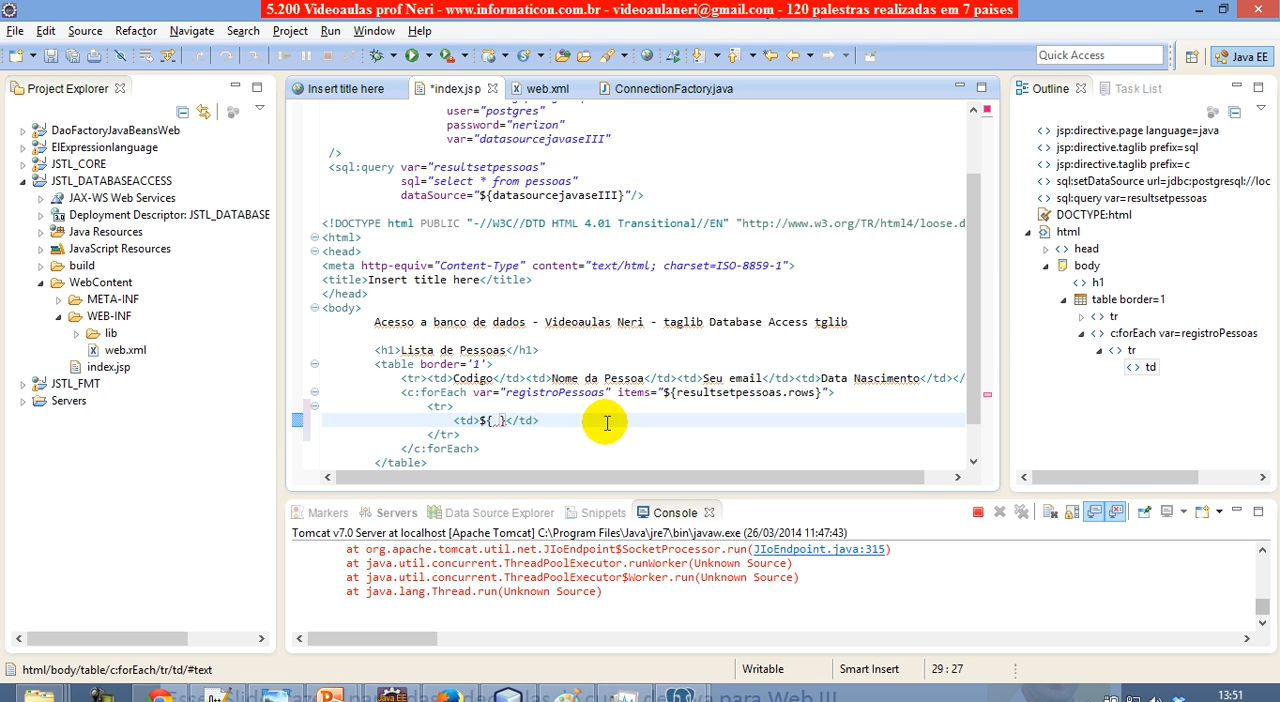 5.200 Videoaulas prof Neri - www.informaticon.com.br - videoaulaneri@gmail.com - 120 palestras realizadas em 7 paises
File Edit Source Refactor Navigate Search Project Run Window Help
Quick Access
Java EE
Project Explorer
DaoFactoryJavaBeansWeb
ElExpressionlanguage
JSTL_CORE
JSTL_DATABASEACCESS
JAX-WS Web Services
Deployment Descriptor: JSTL_DATABASE
Java Resources
JavaScript Resources
build
WebContent
META-INF
WEB-INF
lib
web.xml
index.jsp
JSTL_FMT
Servers
Insert title here
*index.jsp
web.xml
ConnectionFactory.java
user="postgres"
password="nerizon"
var="datasourcejavaseIII"
/>
<sql:query var="resultsetpessoas"
sql="select * from pessoas"
dataSource="${datasourcejavaseIII}"/>
<!DOCTYPE html PUBLIC "-//W3C//DTD HTML 4.01 Transitional//EN" "http://www.w3.org/TR/html4/loose.d
<html>
<head>
<meta http-equiv="Content-Type" content="text/html; charset=ISO-8859-1">
<title>Insert title here</title>
</head>
<body>
Acesso a banco de dados - Videoaulas Neri - taglib Database Access tglib
<h1>Lista de Pessoas</h1>
<table border='1'>
<tr><td>Codigo</td><td>Nome da Pessoa</td><td>Seu email</td><td>Data Nascimento</td></
<c:forEach var="registroPessoas" items="${resultsetpessoas.rows}">
<tr>
<td>${ }</td>
</tr>
</c:forEach>
</table>
Outline
Task List
jsp:directive.page language=java
jsp:directive.taglib prefix=sql
jsp:directive.taglib prefix=c
sql:setDataSource url=jdbc:postgresql://loc
sql:query var=resultsetpessoas
DOCTYPE:html
html
head
body
h1
table border=1
tr
c:forEach var=registroPessoas
tr
td
Markers
Servers
Data Source Explorer
Snippets
Console
Tomcat v7.0 Server at localhost [Apache Tomcat] C:\Program Files\Java\jre7\bin\javaw.exe (26/03/2014 11:47:43)
at org.apache.tomcat.util.net.JIoEndpoint$SocketProcessor.run(JIoEndpoint.java:315)
at java.util.concurrent.ThreadPoolExecutor.runWorker(Unknown Source)
at java.util.concurrent.ThreadPoolExecutor$Worker.run(Unknown Source)
at java.lang.Thread.run(Unknown Source)
html/body/table/c:forEach/tr/td/#text
Writable
Smart Insert
29 : 27
13:51